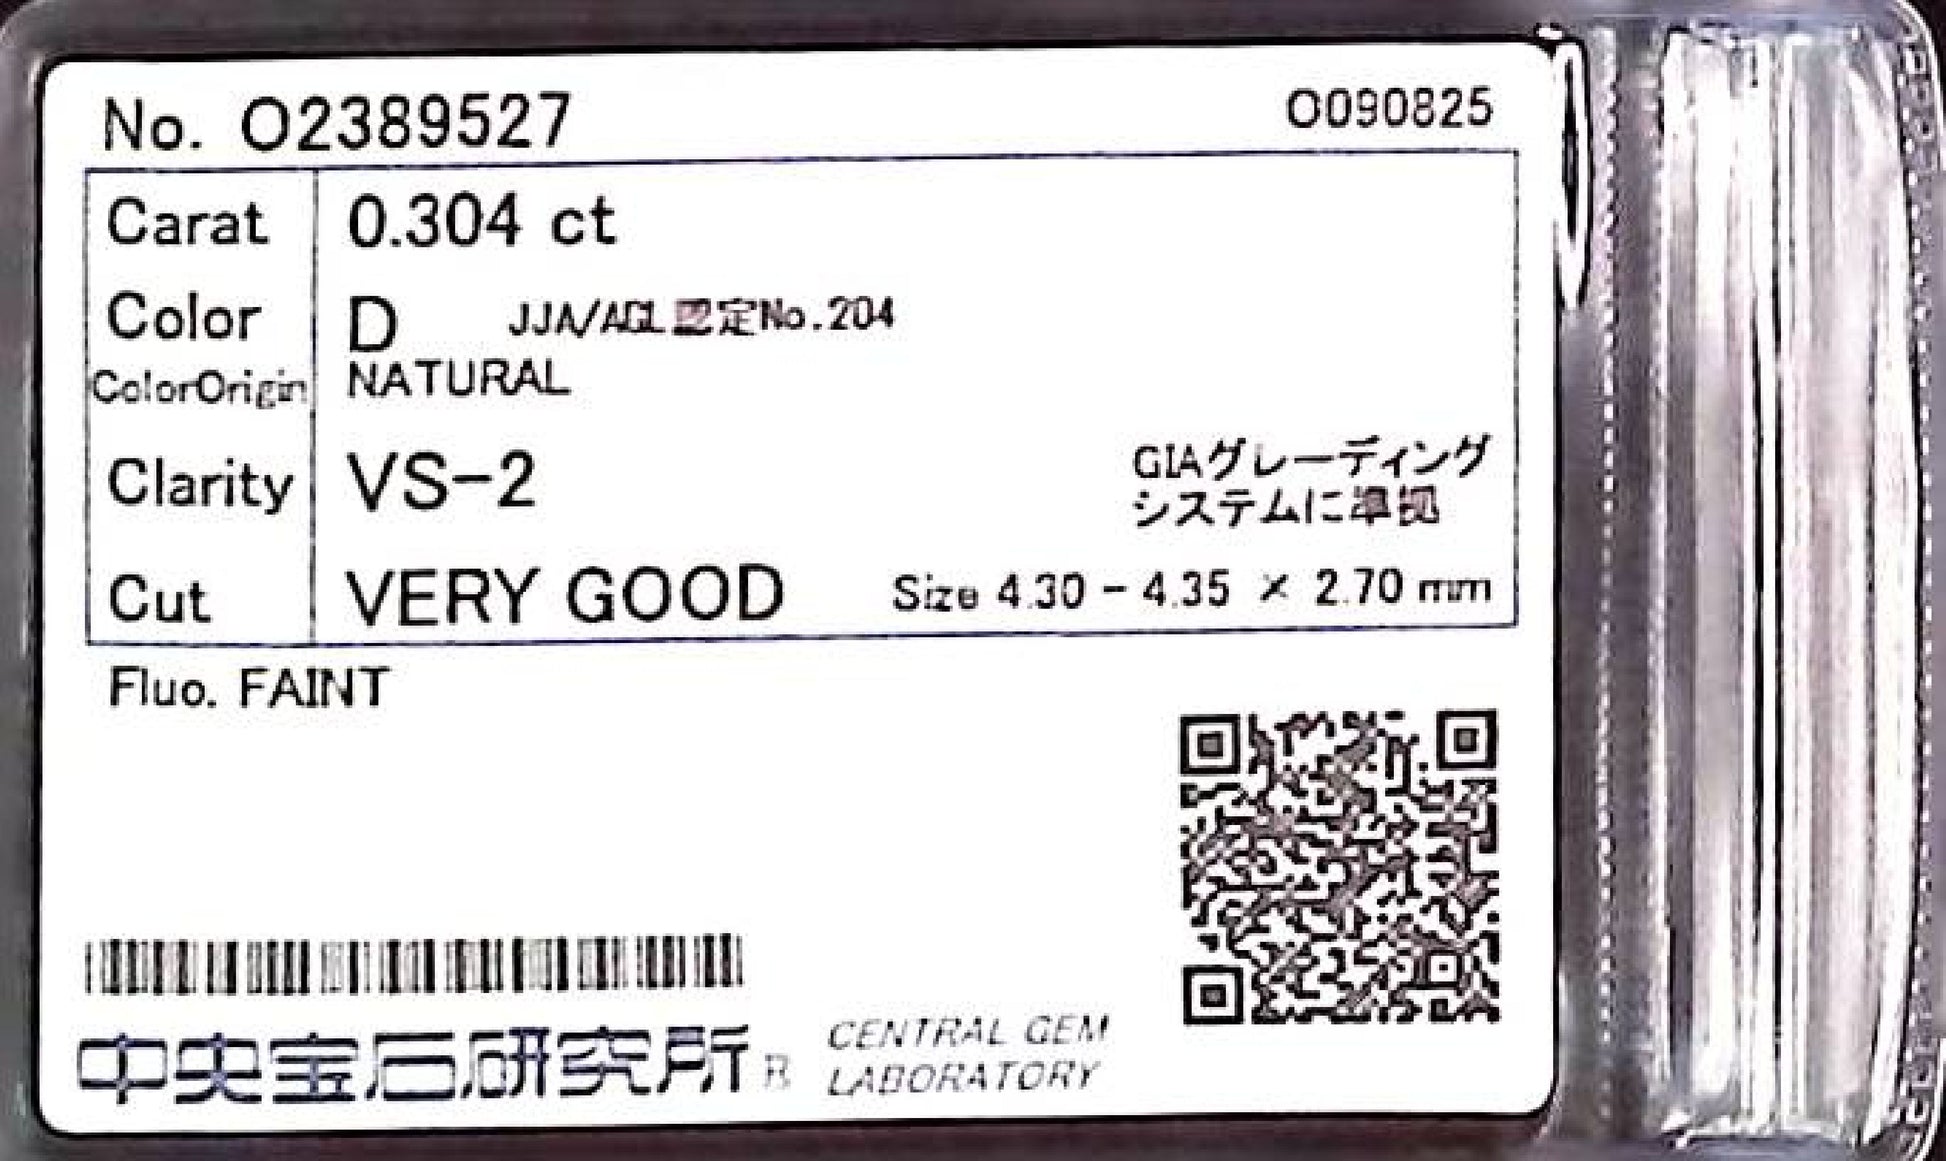 No. O2389527 O090825
Carat 0.304 ct
Color D JJA/AGL認定No.204
ColorOrigin NATURAL
Clarity VS-2 GIAグレーディング
システムに準拠
Cut VERY GOOD Size 4.30 - 4.35 × 2.70 mm
Fluo. FAINT
中央宝石研究所 R CENTRAL GEM
LABORATORY